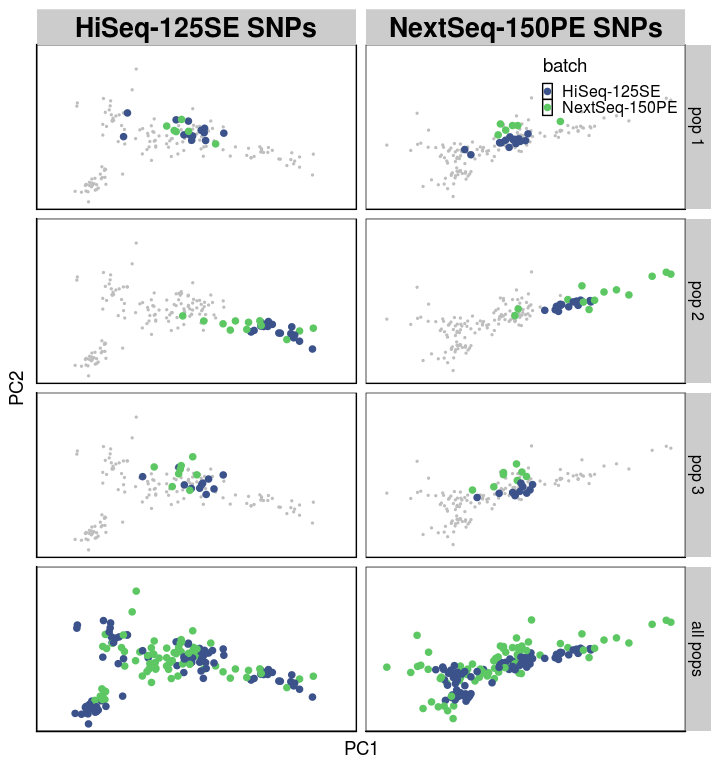 HiSeq-125SE SNPs
NextSeq-150PE SNPs
batch
HiSeq-125SE
NextSeq-150PE
pop 1
pop 2
pop 3
all pops
PC2
PC1